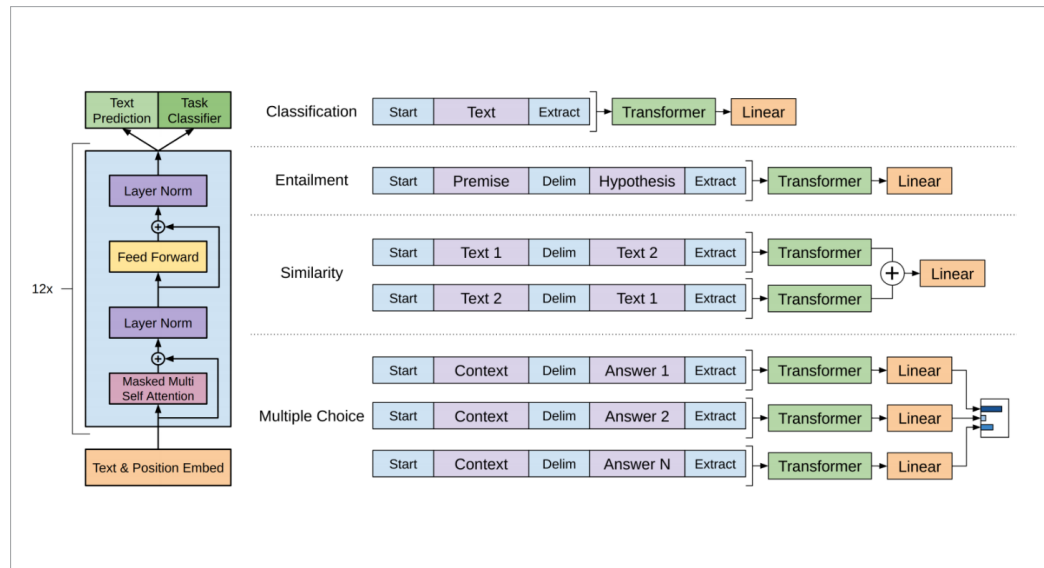 Text
Prediction
Task
Classifier
Layer Norm
Feed Forward
12x
Layer Norm
Masked Multi
Self Attention
Text & Position Embed
Classification
Start
Text
Extract
Transformer
Linear
Entailment
Start
Premise
Delim
Hypothesis
Extract
Transformer
Linear
Similarity
Start
Text 1
Delim
Text 2
Extract
Transformer
Start
Text 2
Delim
Text 1
Extract
Transformer
Linear
Multiple Choice
Start
Context
Delim
Answer 1
Extract
Transformer
Linear
Start
Context
Delim
Answer 2
Extract
Transformer
Linear
Start
Context
Delim
Answer N
Extract
Transformer
Linear